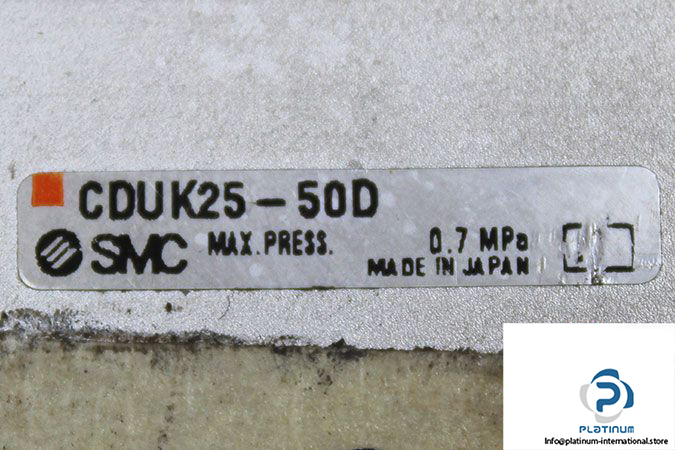 CDUK25-50D
SMC MAX.PRESS. 0.7 MPa
MADE IN JAPAN
PLATINUM
Info@platinum-international.store